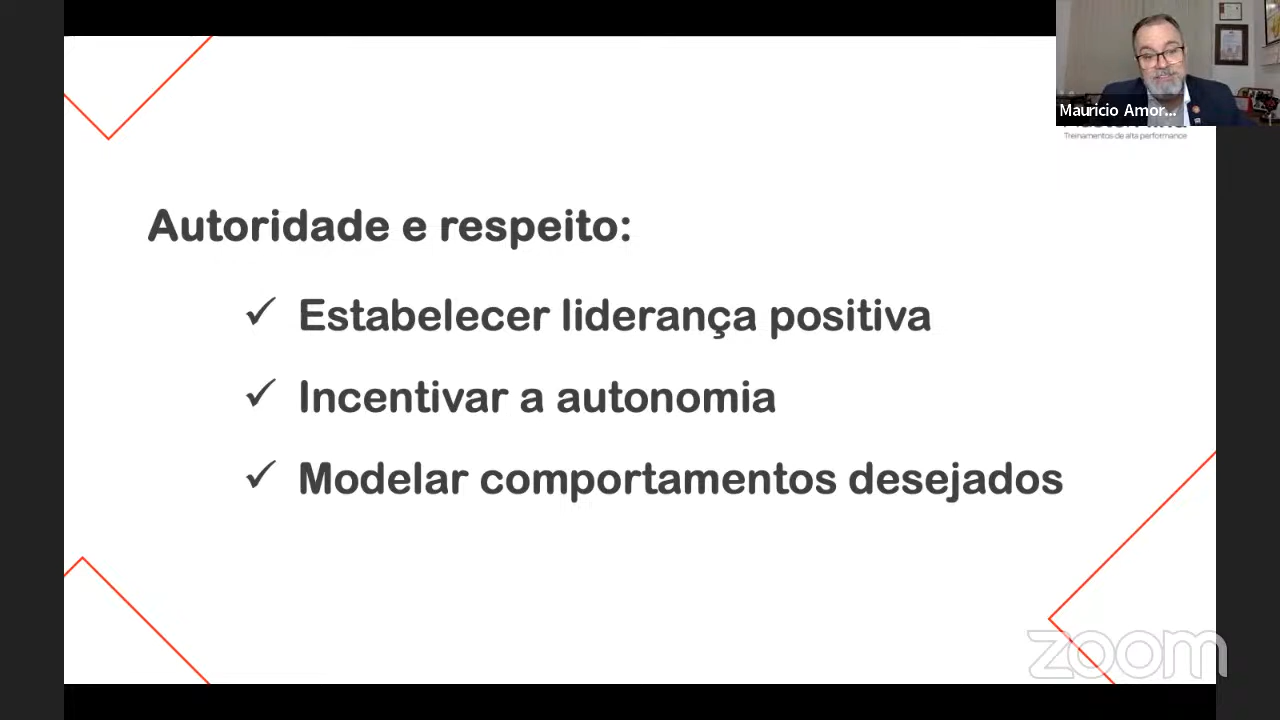 Mauricio Amor...
Treinamentos de alta performance
Autoridade e respeito:
✓ Estabelecer liderança positiva
✓ Incentivar a autonomia
✓ Modelar comportamentos desejados
zoom